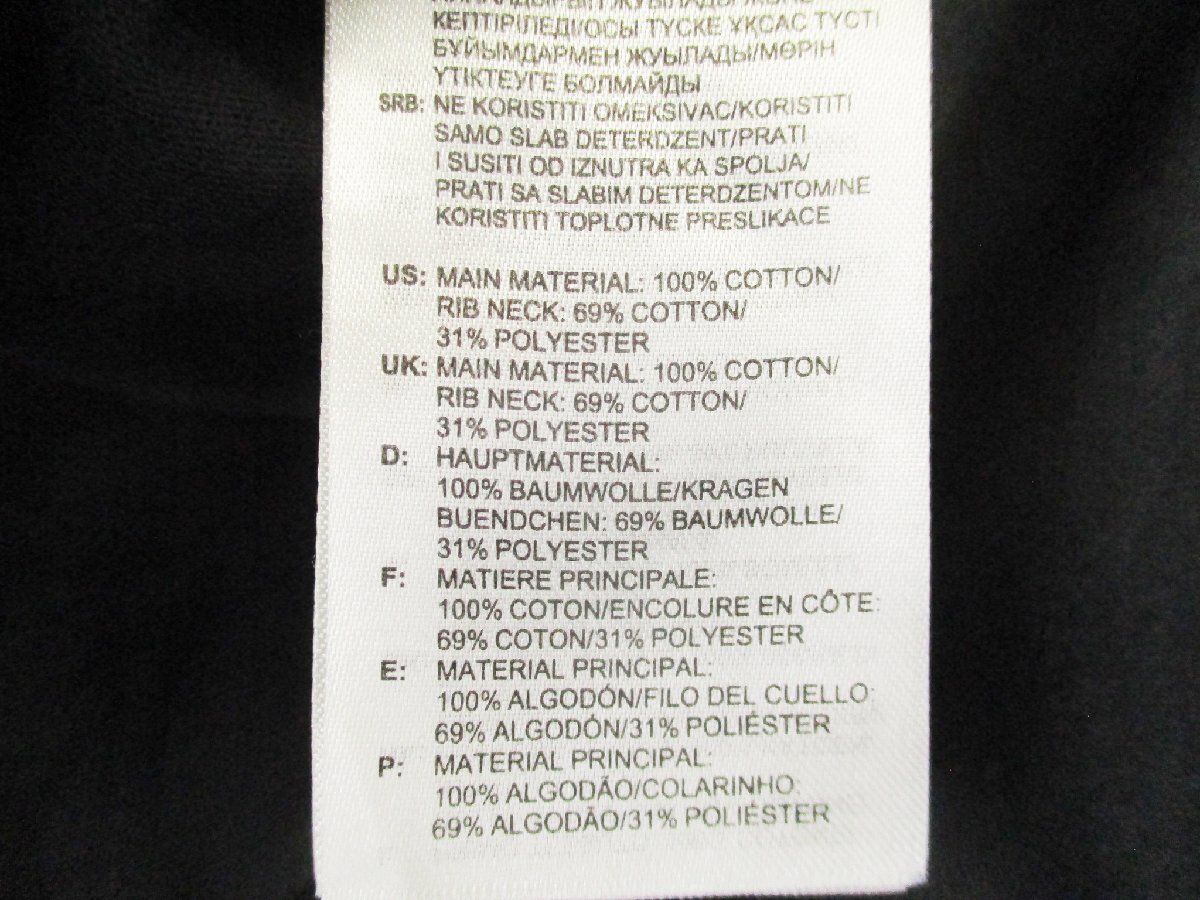 КЕПТІРІЛЕДІ/ОСЫ ТҮСКЕ ҰҚСАС ТҮСТІ
БҰЙЫМДАРМЕН ЖУЫЛАДЫ/МӨРІН
ҮТІКТЕУГЕ БОЛМАЙДЫ
SRB: NE KORISTITI OMEKSIVAC/KORISTITI
SAMO SLAB DETERDZENT/PRATI
I SUSITI OD IZNUTRA KA SPOLJA/
PRATI SA SLABIM DETERDZENTOM/NE
KORISTITI TOPLOTNE PRESLIKACE
US: MAIN MATERIAL: 100% COTTON/
RIB NECK: 69% COTTON/
31% POLYESTER
UK: MAIN MATERIAL: 100% COTTON/
RIB NECK: 69% COTTON/
31% POLYESTER
D: HAUPTMATERIAL:
100% BAUMWOLLE/KRAGEN
BUENDCHEN: 69% BAUMWOLLE/
31% POLYESTER
F: MATIERE PRINCIPALE:
100% COTON/ENCOLURE EN CÔTE:
69% COTON/31% POLYESTER
E: MATERIAL PRINCIPAL:
100% ALGODÓN/FILO DEL CUELLO:
69% ALGODÓN/31% POLIÉSTER
P: MATERIAL PRINCIPAL:
100% ALGODÃO/COLARINHO:
69% ALGODÃO/31% POLIÉSTER